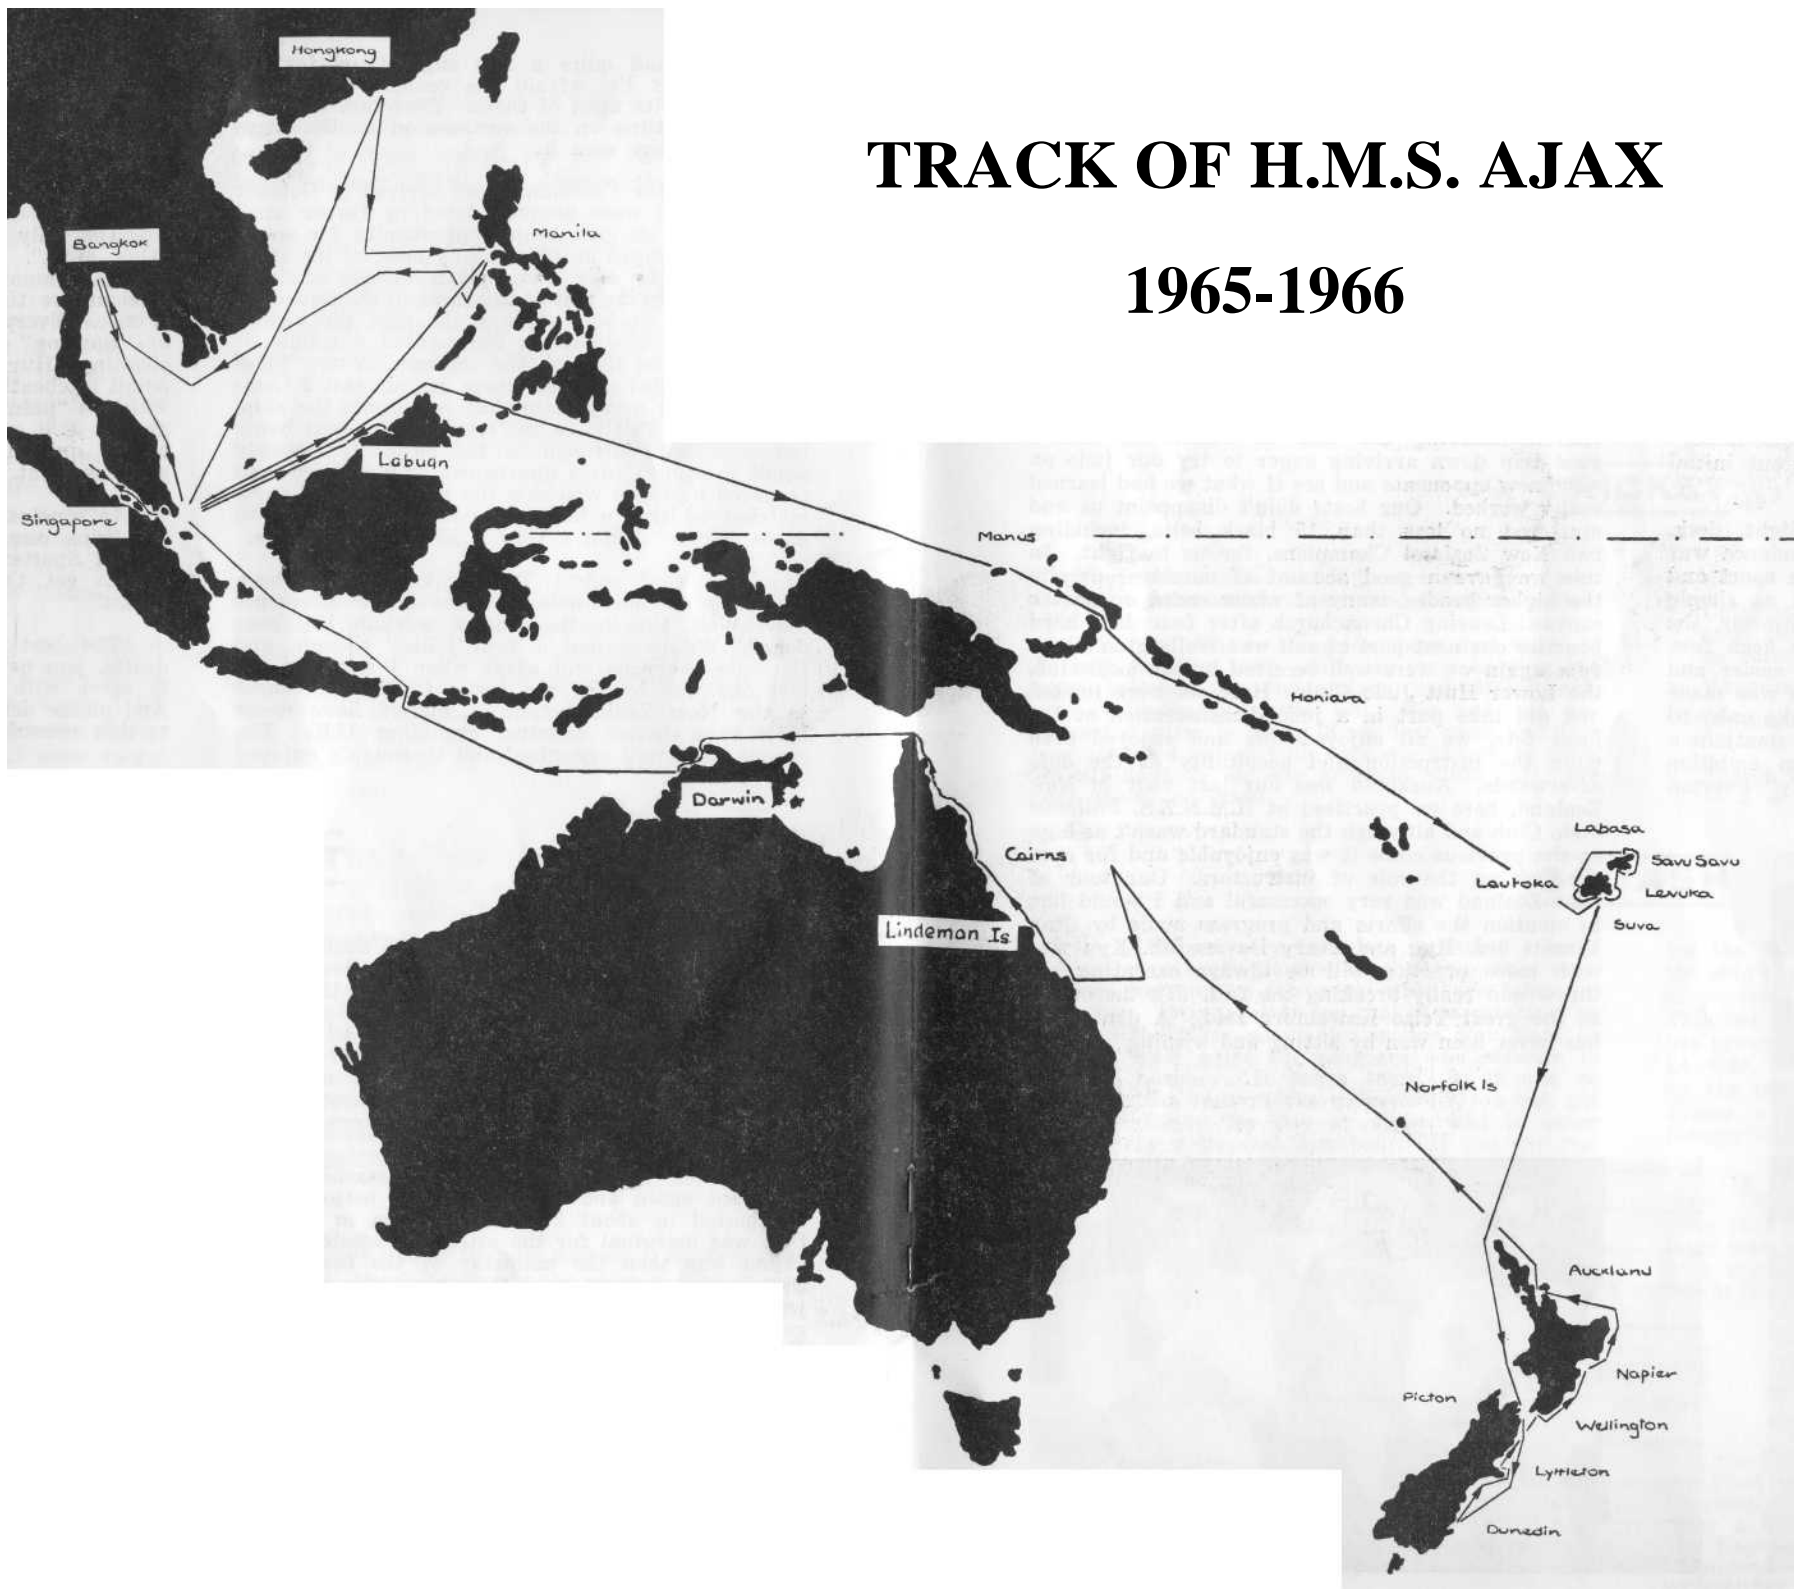 Hongkong
TRACK OF H.M.S. AJAX
1965-1966
Manila
Bangkok
Labuan
Singapore
Manus
Honiara
Darwin
Labasa
Cairns
Savu Savu
Lautoka
Levuka
Lindeman Is
Suva
Norfolk Is
Auckland
Napier
Picton
Wellington
Lyttleton
Dunedin